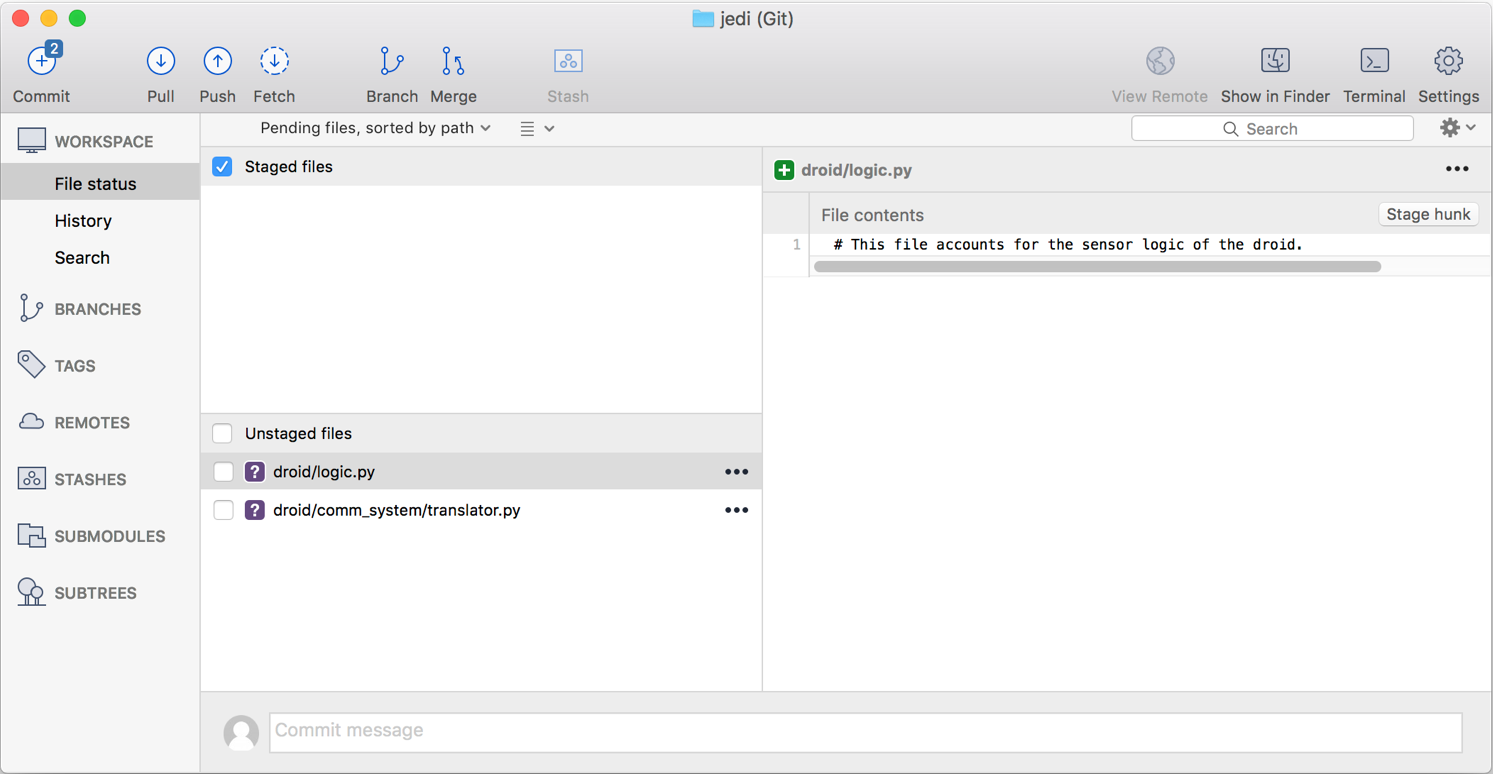 jedi (Git)
2
Commit
Pull
Push
Fetch
Branch
Merge
Stash
View Remote
Show in Finder
Terminal
Settings
WORKSPACE
File status
History
Search
BRANCHES
TAGS
REMOTES
STASHES
SUBMODULES
SUBTREES
Pending files, sorted by path
Search
Staged files
Unstaged files
? droid/logic.py
? droid/comm_system/translator.py
droid/logic.py
File contents
Stage hunk
1 # This file accounts for the sensor logic of the droid.
Commit message